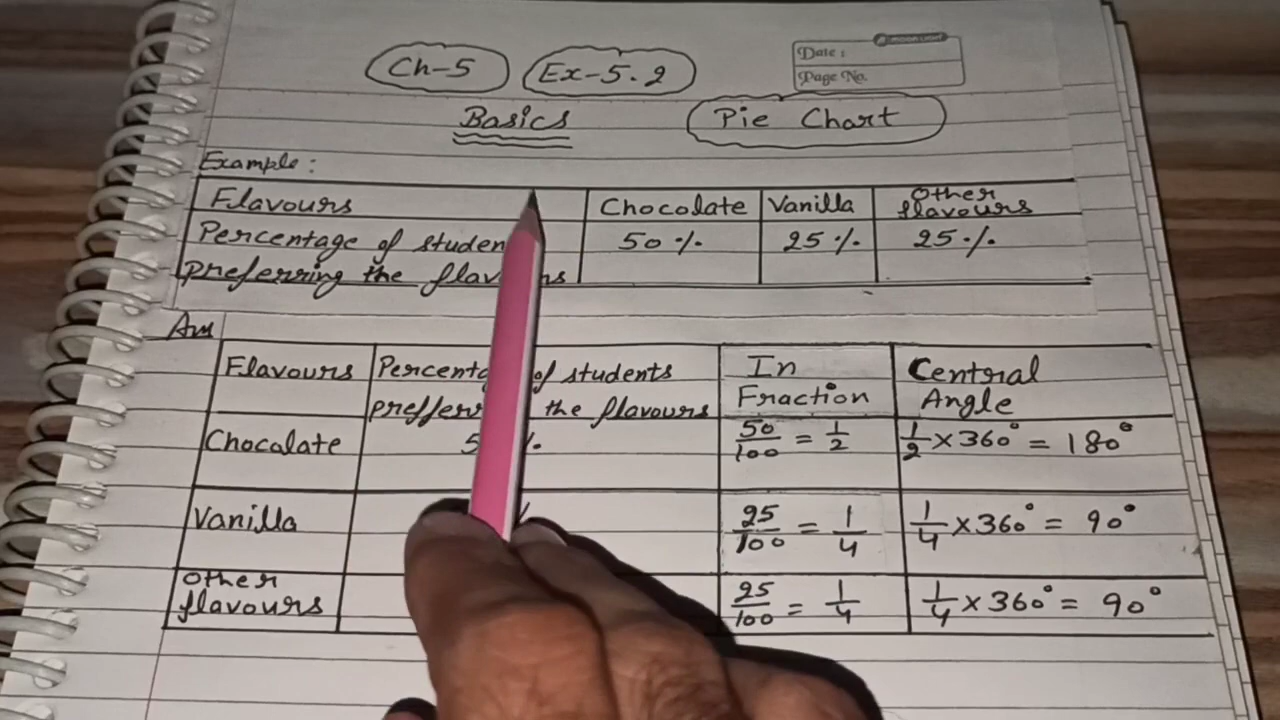 Ch-5 Ex-5.2
Date :
Page No.
Basics Pie Chart
Example :
Flavours Chocolate Vanilla Other flavours
Percentage of studen 50% 25% 25%
preferring the flav
Ans
Flavours Percenta of students In Central
preffer the flavours Fraction Angle
Chocolate 5 %. 50/100 = 1/2 1/2 × 360° = 180°
Vanilla 25/100 = 1/4 1/4 × 360° = 90°
Other
flavours 25/100 = 1/4 1/4 × 360° = 90°